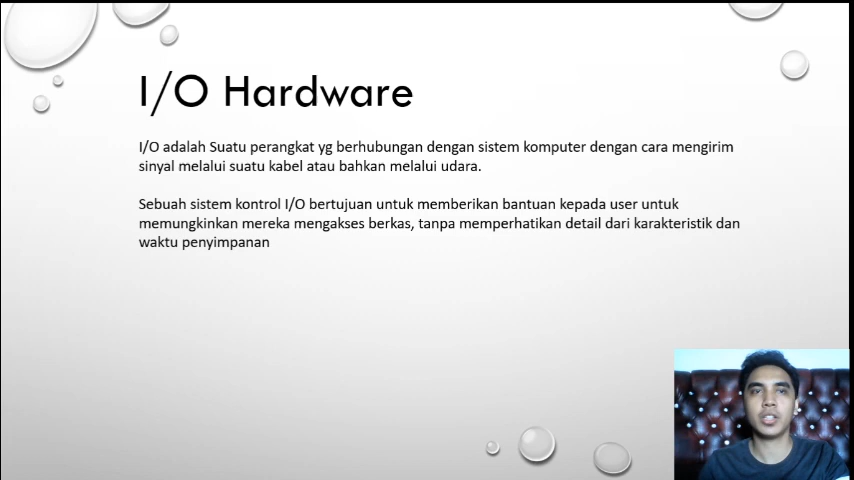 I/O Hardware
I/O adalah Suatu perangkat yg berhubungan dengan sistem komputer dengan cara mengirim
sinyal melalui suatu kabel atau bahkan melalui udara.
Sebuah sistem kontrol I/O bertujuan untuk memberikan bantuan kepada user untuk
memungkinkan mereka mengakses berkas, tanpa memperhatikan detail dari karakteristik dan
waktu penyimpanan